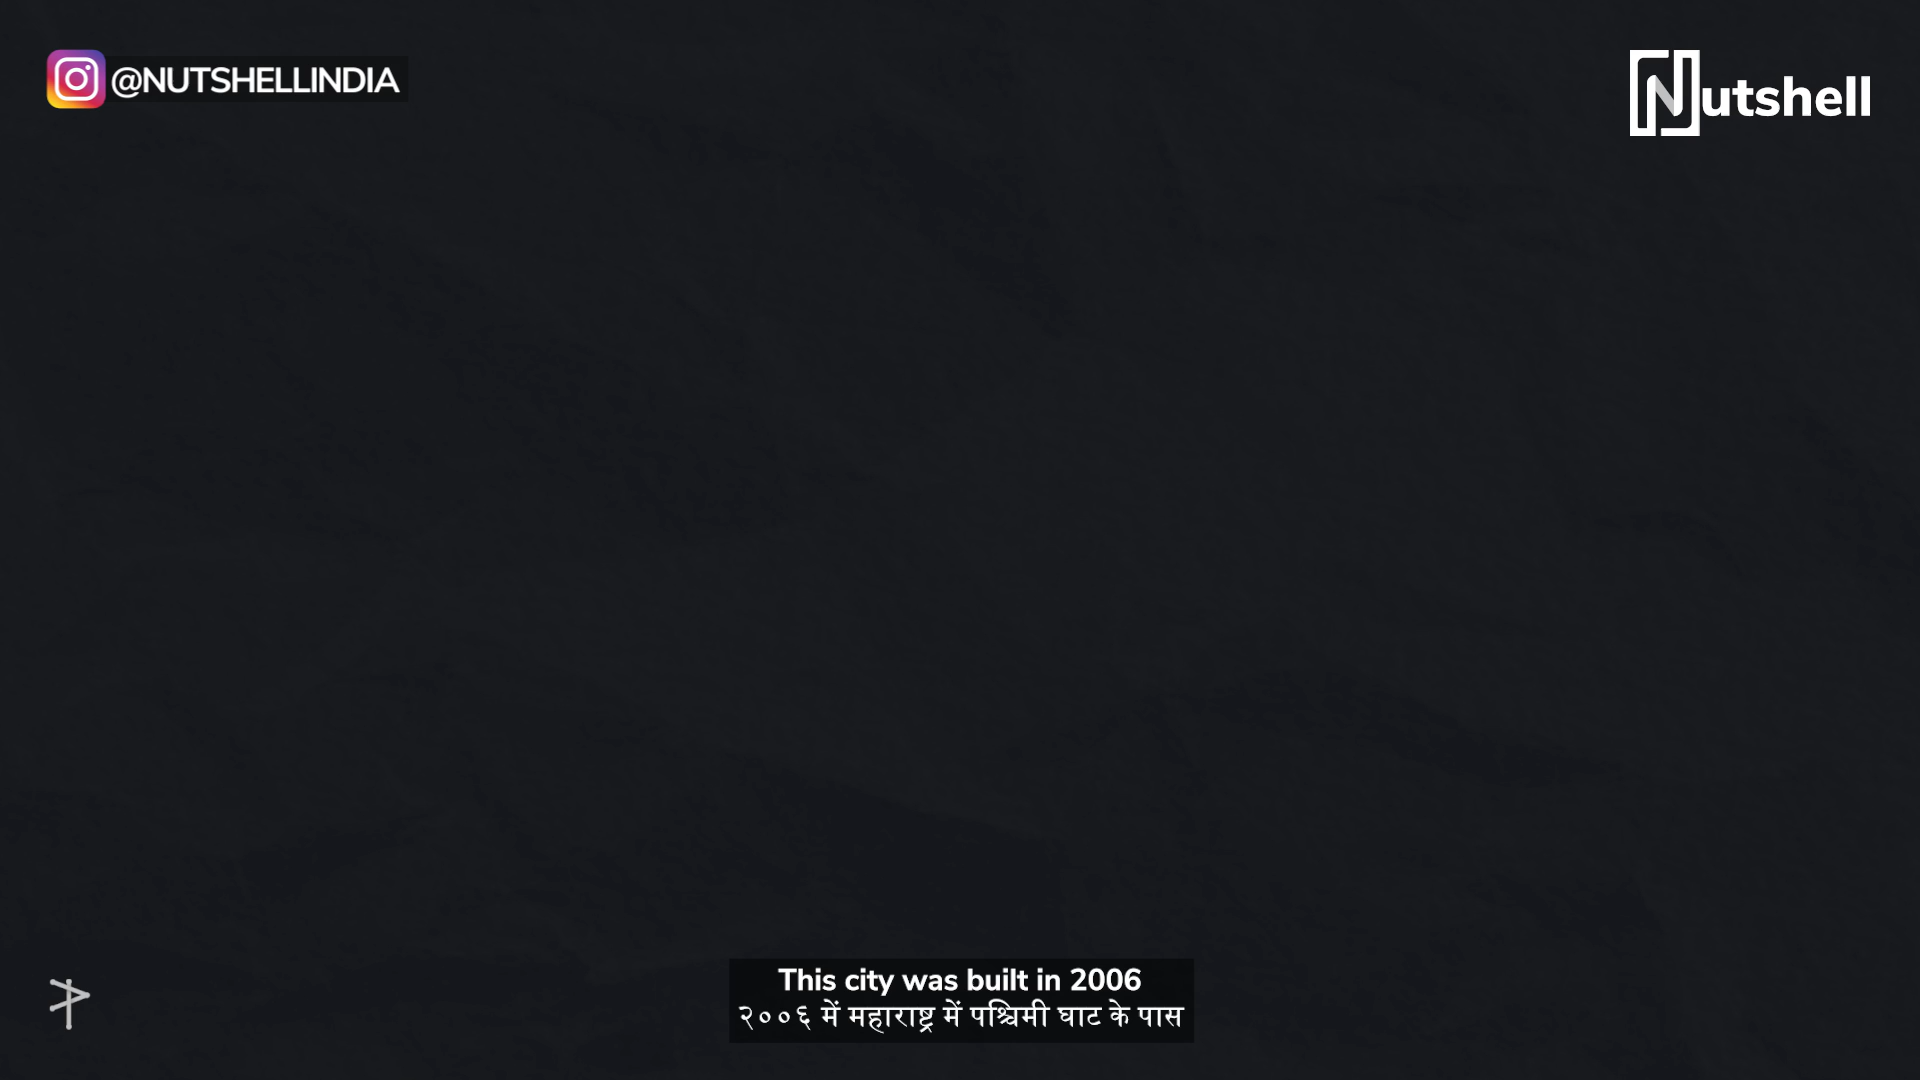 @NUTSHELLINDIA
Nutshell
This city was built in 2006
२००६ में महाराष्ट्र में पश्चिमी घाट के पास